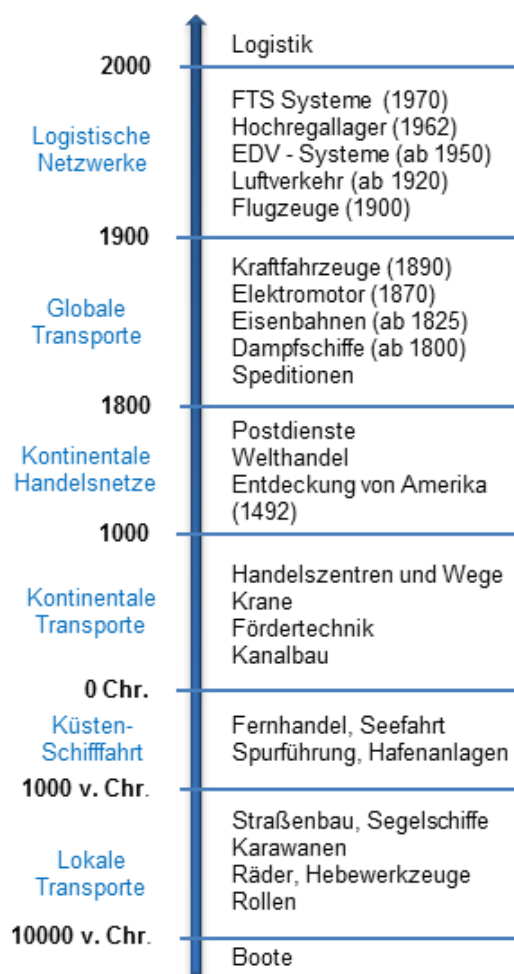 Logistik
2000
Logistische
Netzwerke
FTS Systeme (1970)
Hochregallager (1962)
EDV - Systeme (ab 1950)
Luftverkehr (ab 1920)
Flugzeuge (1900)
1900
Globale
Transporte
Kraftfahrzeuge (1890)
Elektromotor (1870)
Eisenbahnen (ab 1825)
Dampfschiffe (ab 1800)
Speditionen
1800
Kontinentale
Handelsnetze
Postdienste
Welthandel
Entdeckung von Amerika
(1492)
1000
Kontinentale
Transporte
Handelszentren und Wege
Krane
Fördertechnik
Kanalbau
0 Chr.
Küsten-
Schifffahrt
Fernhandel, Seefahrt
Spurführung, Hafenanlagen
1000 v. Chr.
Lokale
Transporte
Straßenbau, Segelschiffe
Karawanen
Räder, Hebewerkzeuge
Rollen
10000 v. Chr.
Boote